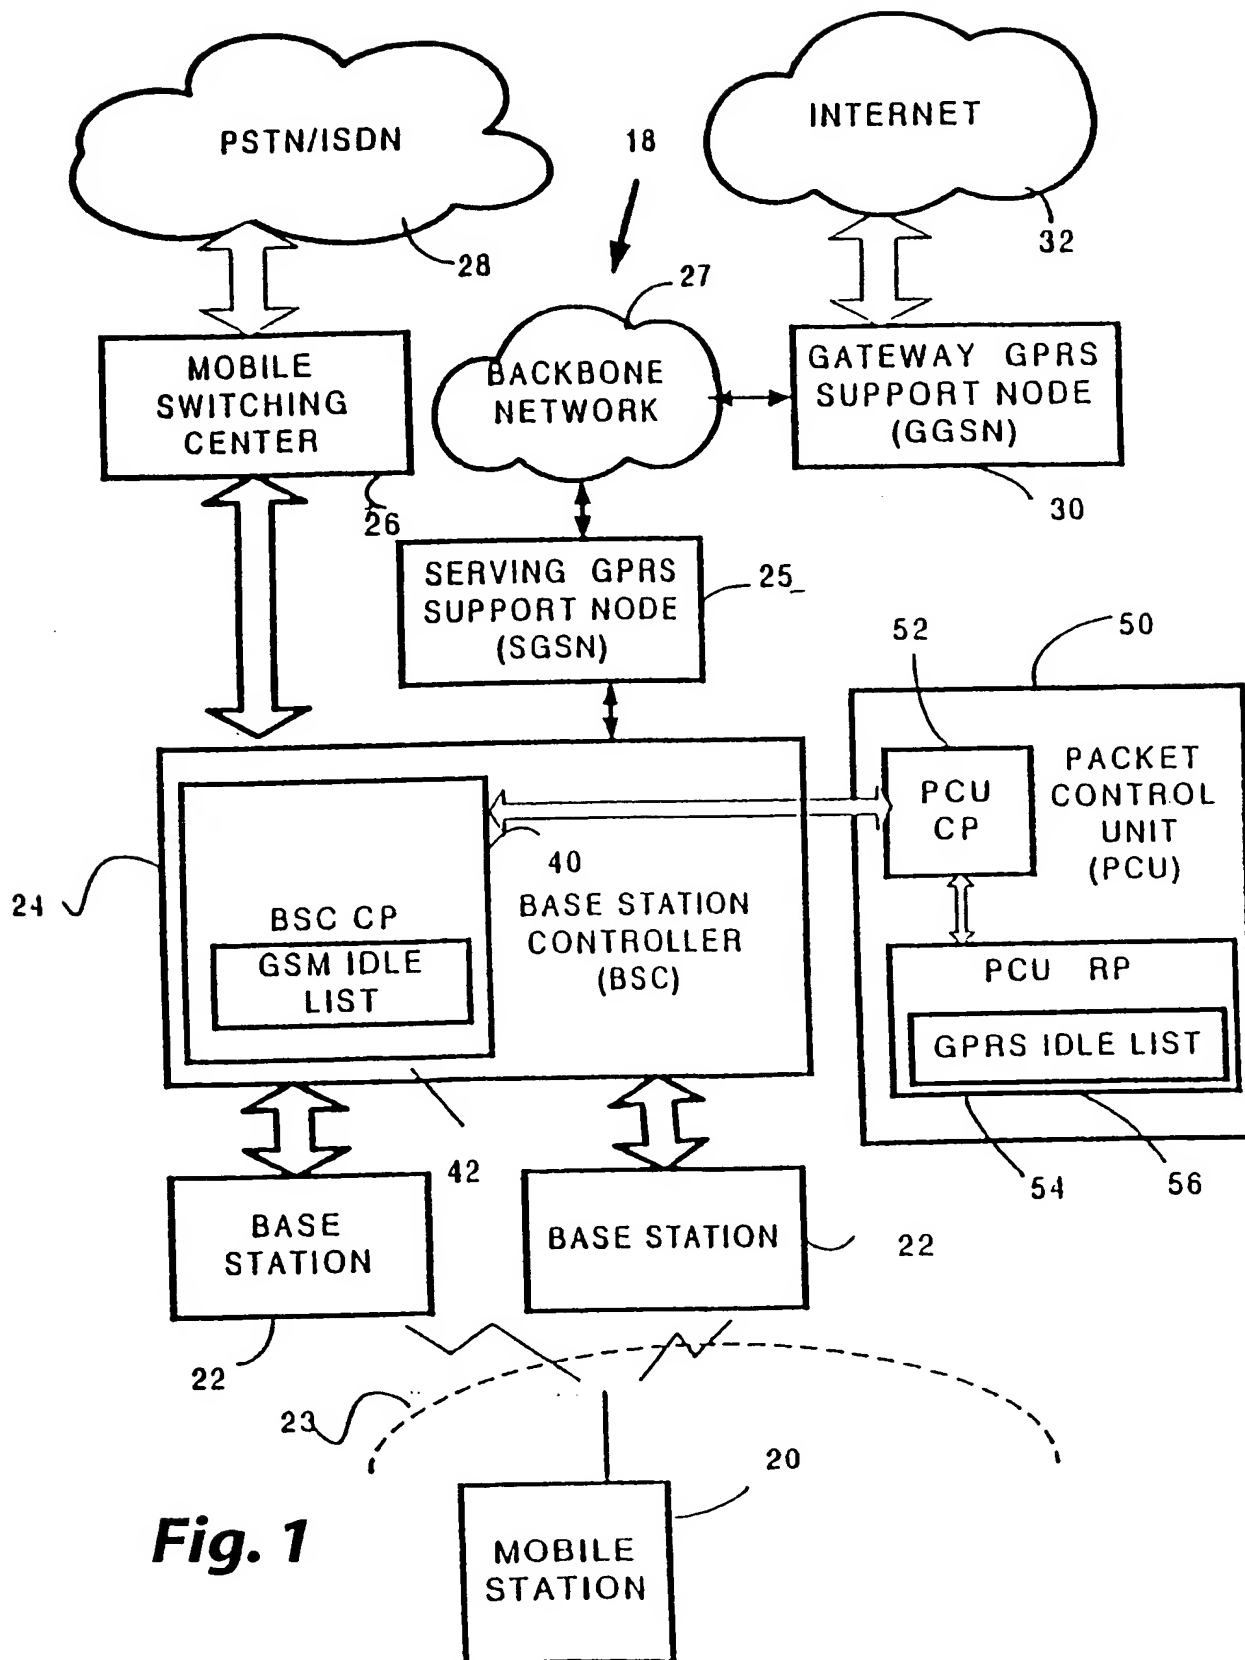 PSTN/ISDN
INTERNET
18
28
32
27
MOBILE
SWITCHING
CENTER
BACKBONE
NETWORK
GATEWAY GPRS
SUPPORT NODE
(GGSN)
26
30
SERVING GPRS
SUPPORT NODE
(SGSN)
25
52
50
PCU
CP
PACKET
CONTROL
UNIT
(PCU)
24
40
BSC CP
GSM IDLE
LIST
BASE STATION
CONTROLLER
(BSC)
PCU RP
GPRS IDLE LIST
42
54
56
BASE
STATION
BASE STATION
22
22
23
20
Fig. 1
MOBILE
STATION